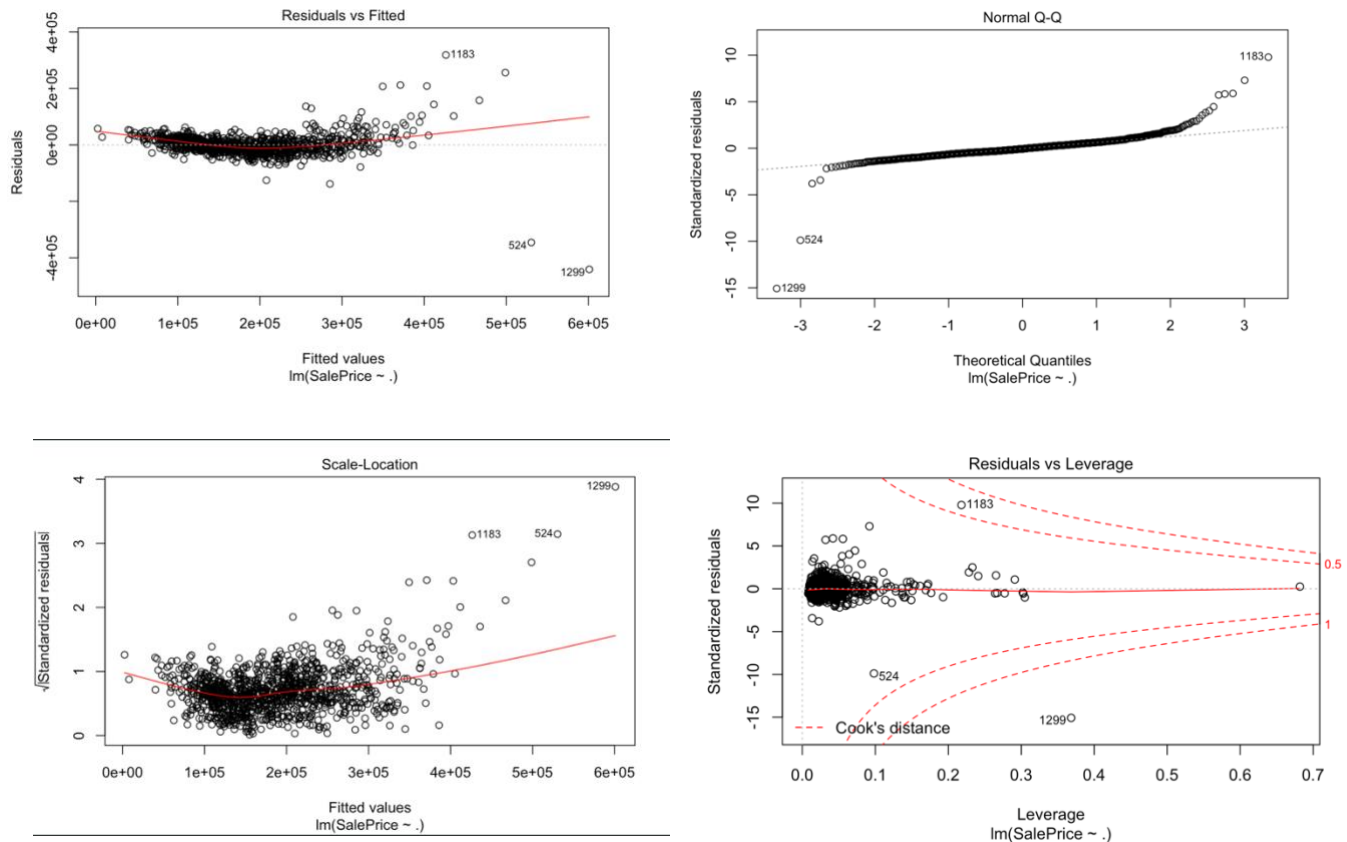 Residuals vs Fitted
4e+05
2e+05
0e+00
-4e+05
Residuals
1183
524
1299
0e+00 1e+05 2e+05 3e+05 4e+05 5e+05 6e+05
Fitted values
lm(SalePrice ~ .)
Normal Q-Q
10
5
0
-5
-10
-15
Standardized residuals
1183
524
1299
-3 -2 -1 0 1 2 3
Theoretical Quantiles
lm(SalePrice ~ .)
Scale-Location
4
3
2
1
0
√|Standardized residuals|
1299
1183 524
0e+00 1e+05 2e+05 3e+05 4e+05 5e+05 6e+05
Fitted values
lm(SalePrice ~ .)
Residuals vs Leverage
10
5
0
-5
-10
-15
Standardized residuals
1183
0.5
1
524
1299
Cook's distance
0.0 0.1 0.2 0.3 0.4 0.5 0.6 0.7
Leverage
lm(SalePrice ~ .)